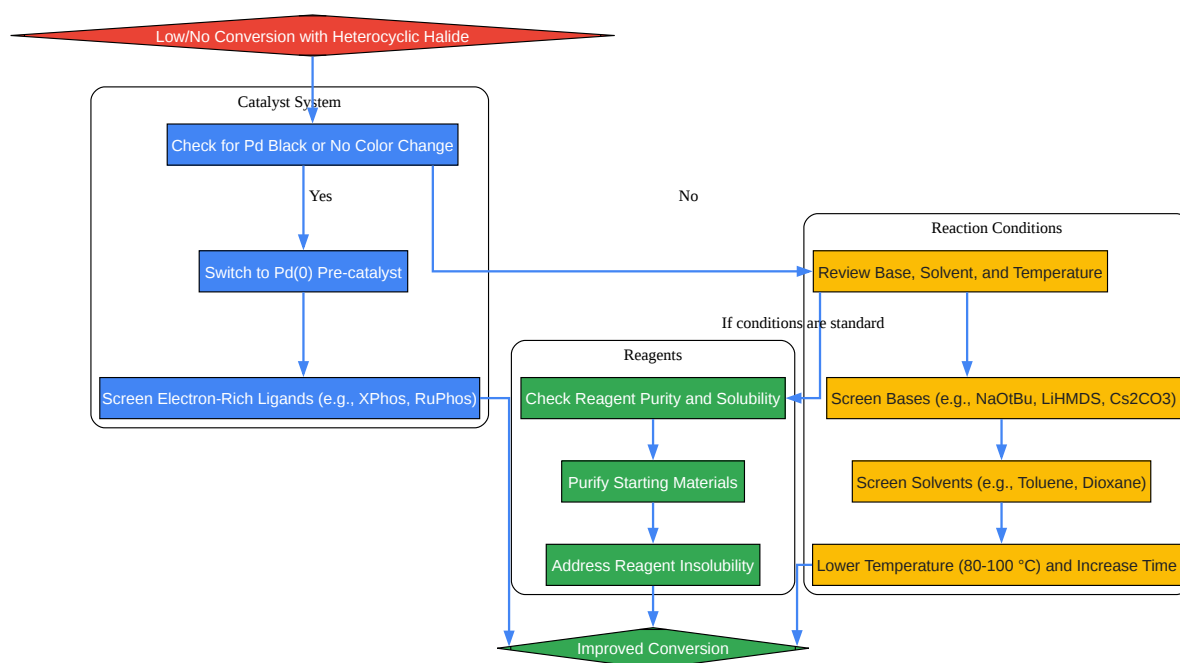 Low/No Conversion with Heterocyclic Halide
Catalyst System
Check for Pd Black or No Color Change
Yes
No
Reaction Conditions
Switch to Pd(0) Pre-catalyst
Review Base, Solvent, and Temperature
If conditions are standard
Reagents
Screen Electron-Rich Ligands (e.g., XPhos, RuPhos)
Check Reagent Purity and Solubility
Screen Bases (e.g., NaOtBu, LiHMDS, Cs2CO3)
Purify Starting Materials
Screen Solvents (e.g., Toluene, Dioxane)
Address Reagent Insolubility
Lower Temperature (80-100 °C) and Increase Time
Improved Conversion